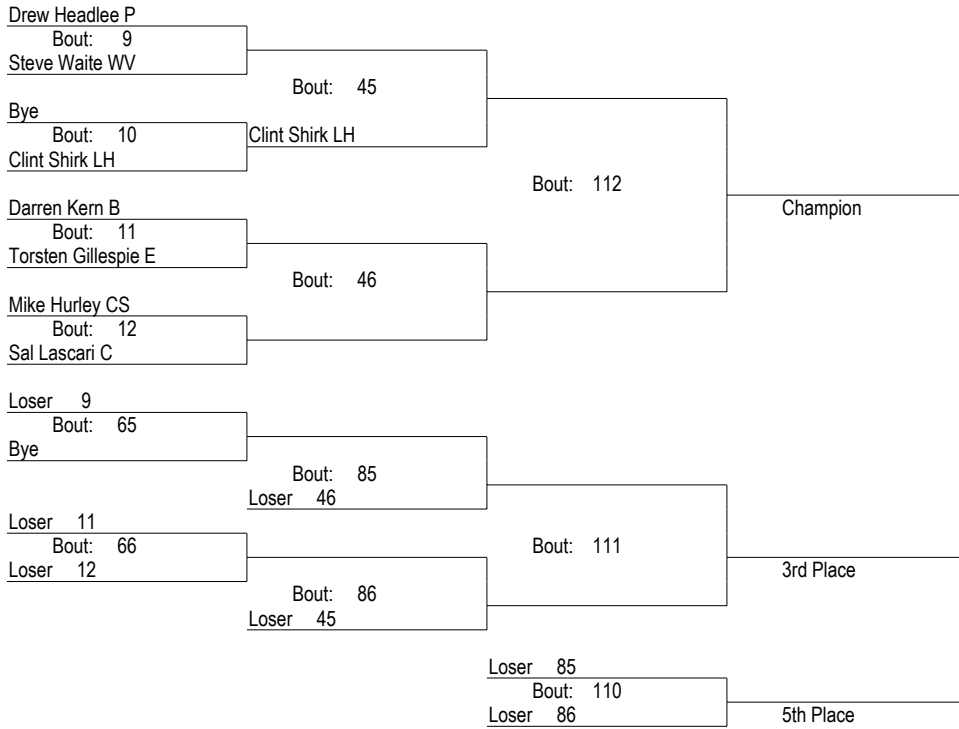 Drew Headlee P
Bout: 9
Steve Waite WV
Bout: 45
Bye
Bout: 10
Clint Shirk LH
Clint Shirk LH
Bout: 112
Champion
Darren Kern B
Bout: 11
Torsten Gillespie E
Bout: 46
Mike Hurley CS
Bout: 12
Sal Lascari C
Loser 9
Bout: 65
Bye
Bout: 85
Loser 46
Loser 11
Bout: 66
Loser 12
Bout: 111
3rd Place
Bout: 86
Loser 45
Loser 85
Bout: 110
Loser 86
5th Place